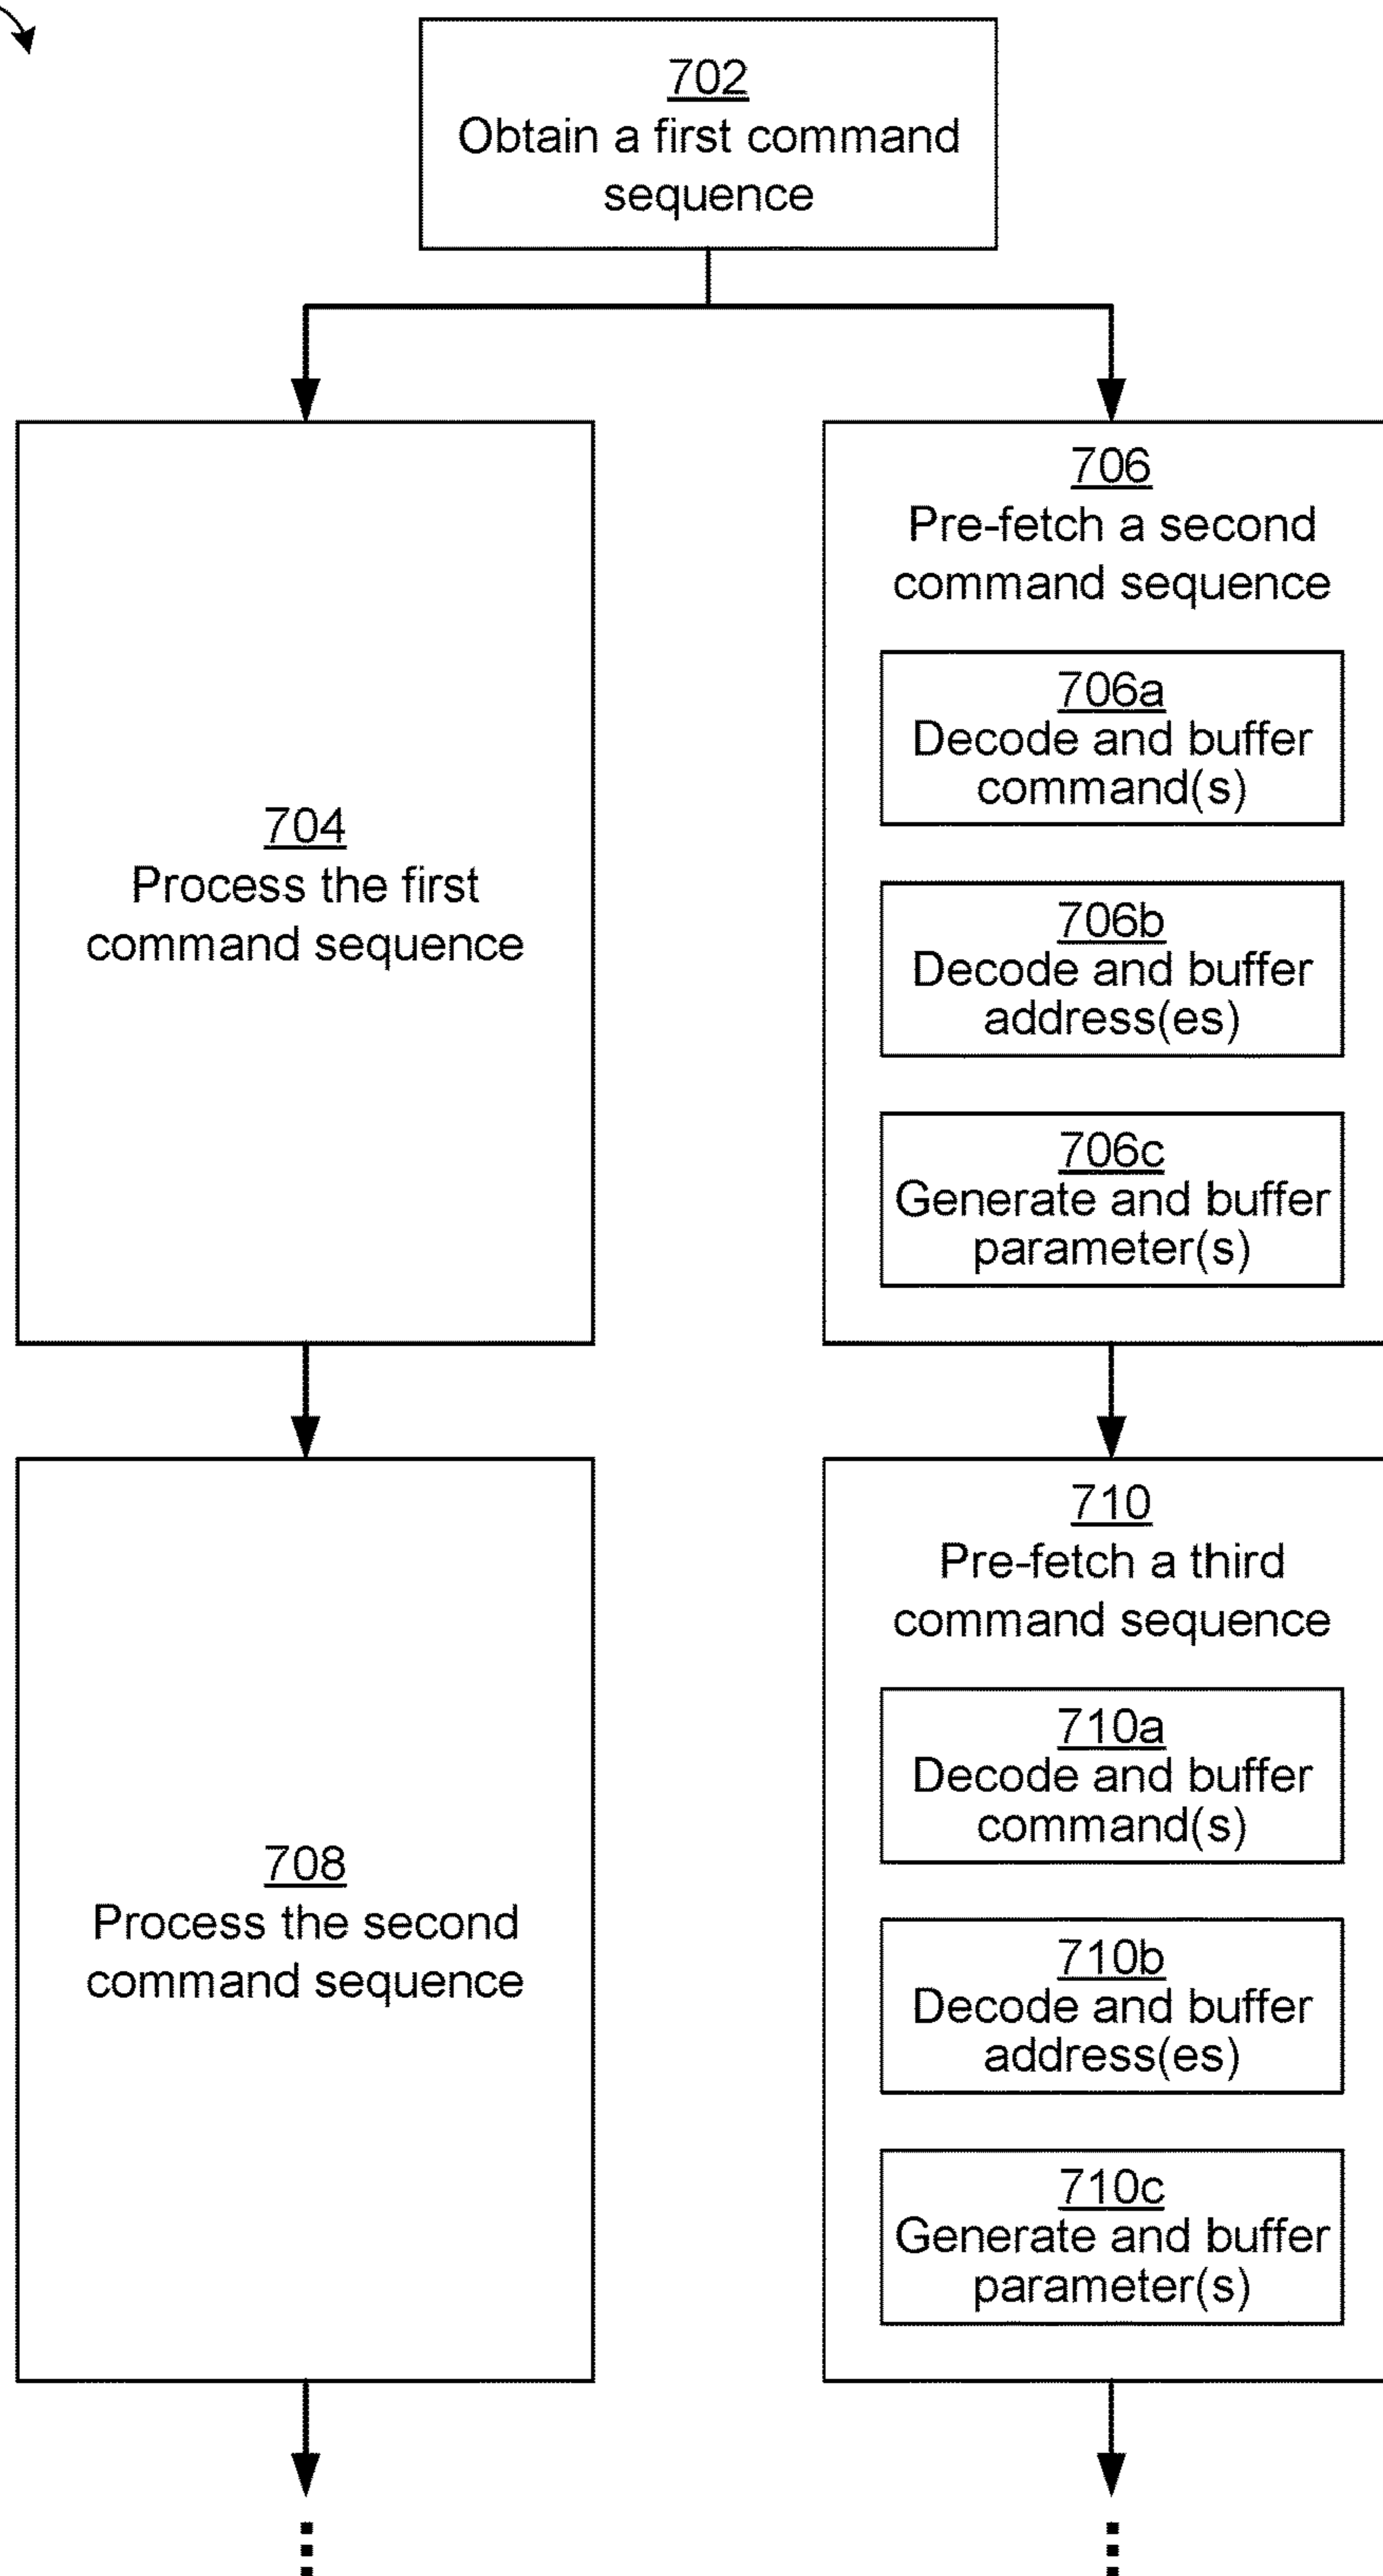 702
Obtain a first command
sequence
704
Process the first
command sequence
706
Pre-fetch a second
command sequence
706a
Decode and buffer
command(s)
706b
Decode and buffer
address(es)
706c
Generate and buffer
parameter(s)
708
Process the second
command sequence
710
Pre-fetch a third
command sequence
710a
Decode and buffer
command(s)
710b
Decode and buffer
address(es)
710c
Generate and buffer
parameter(s)